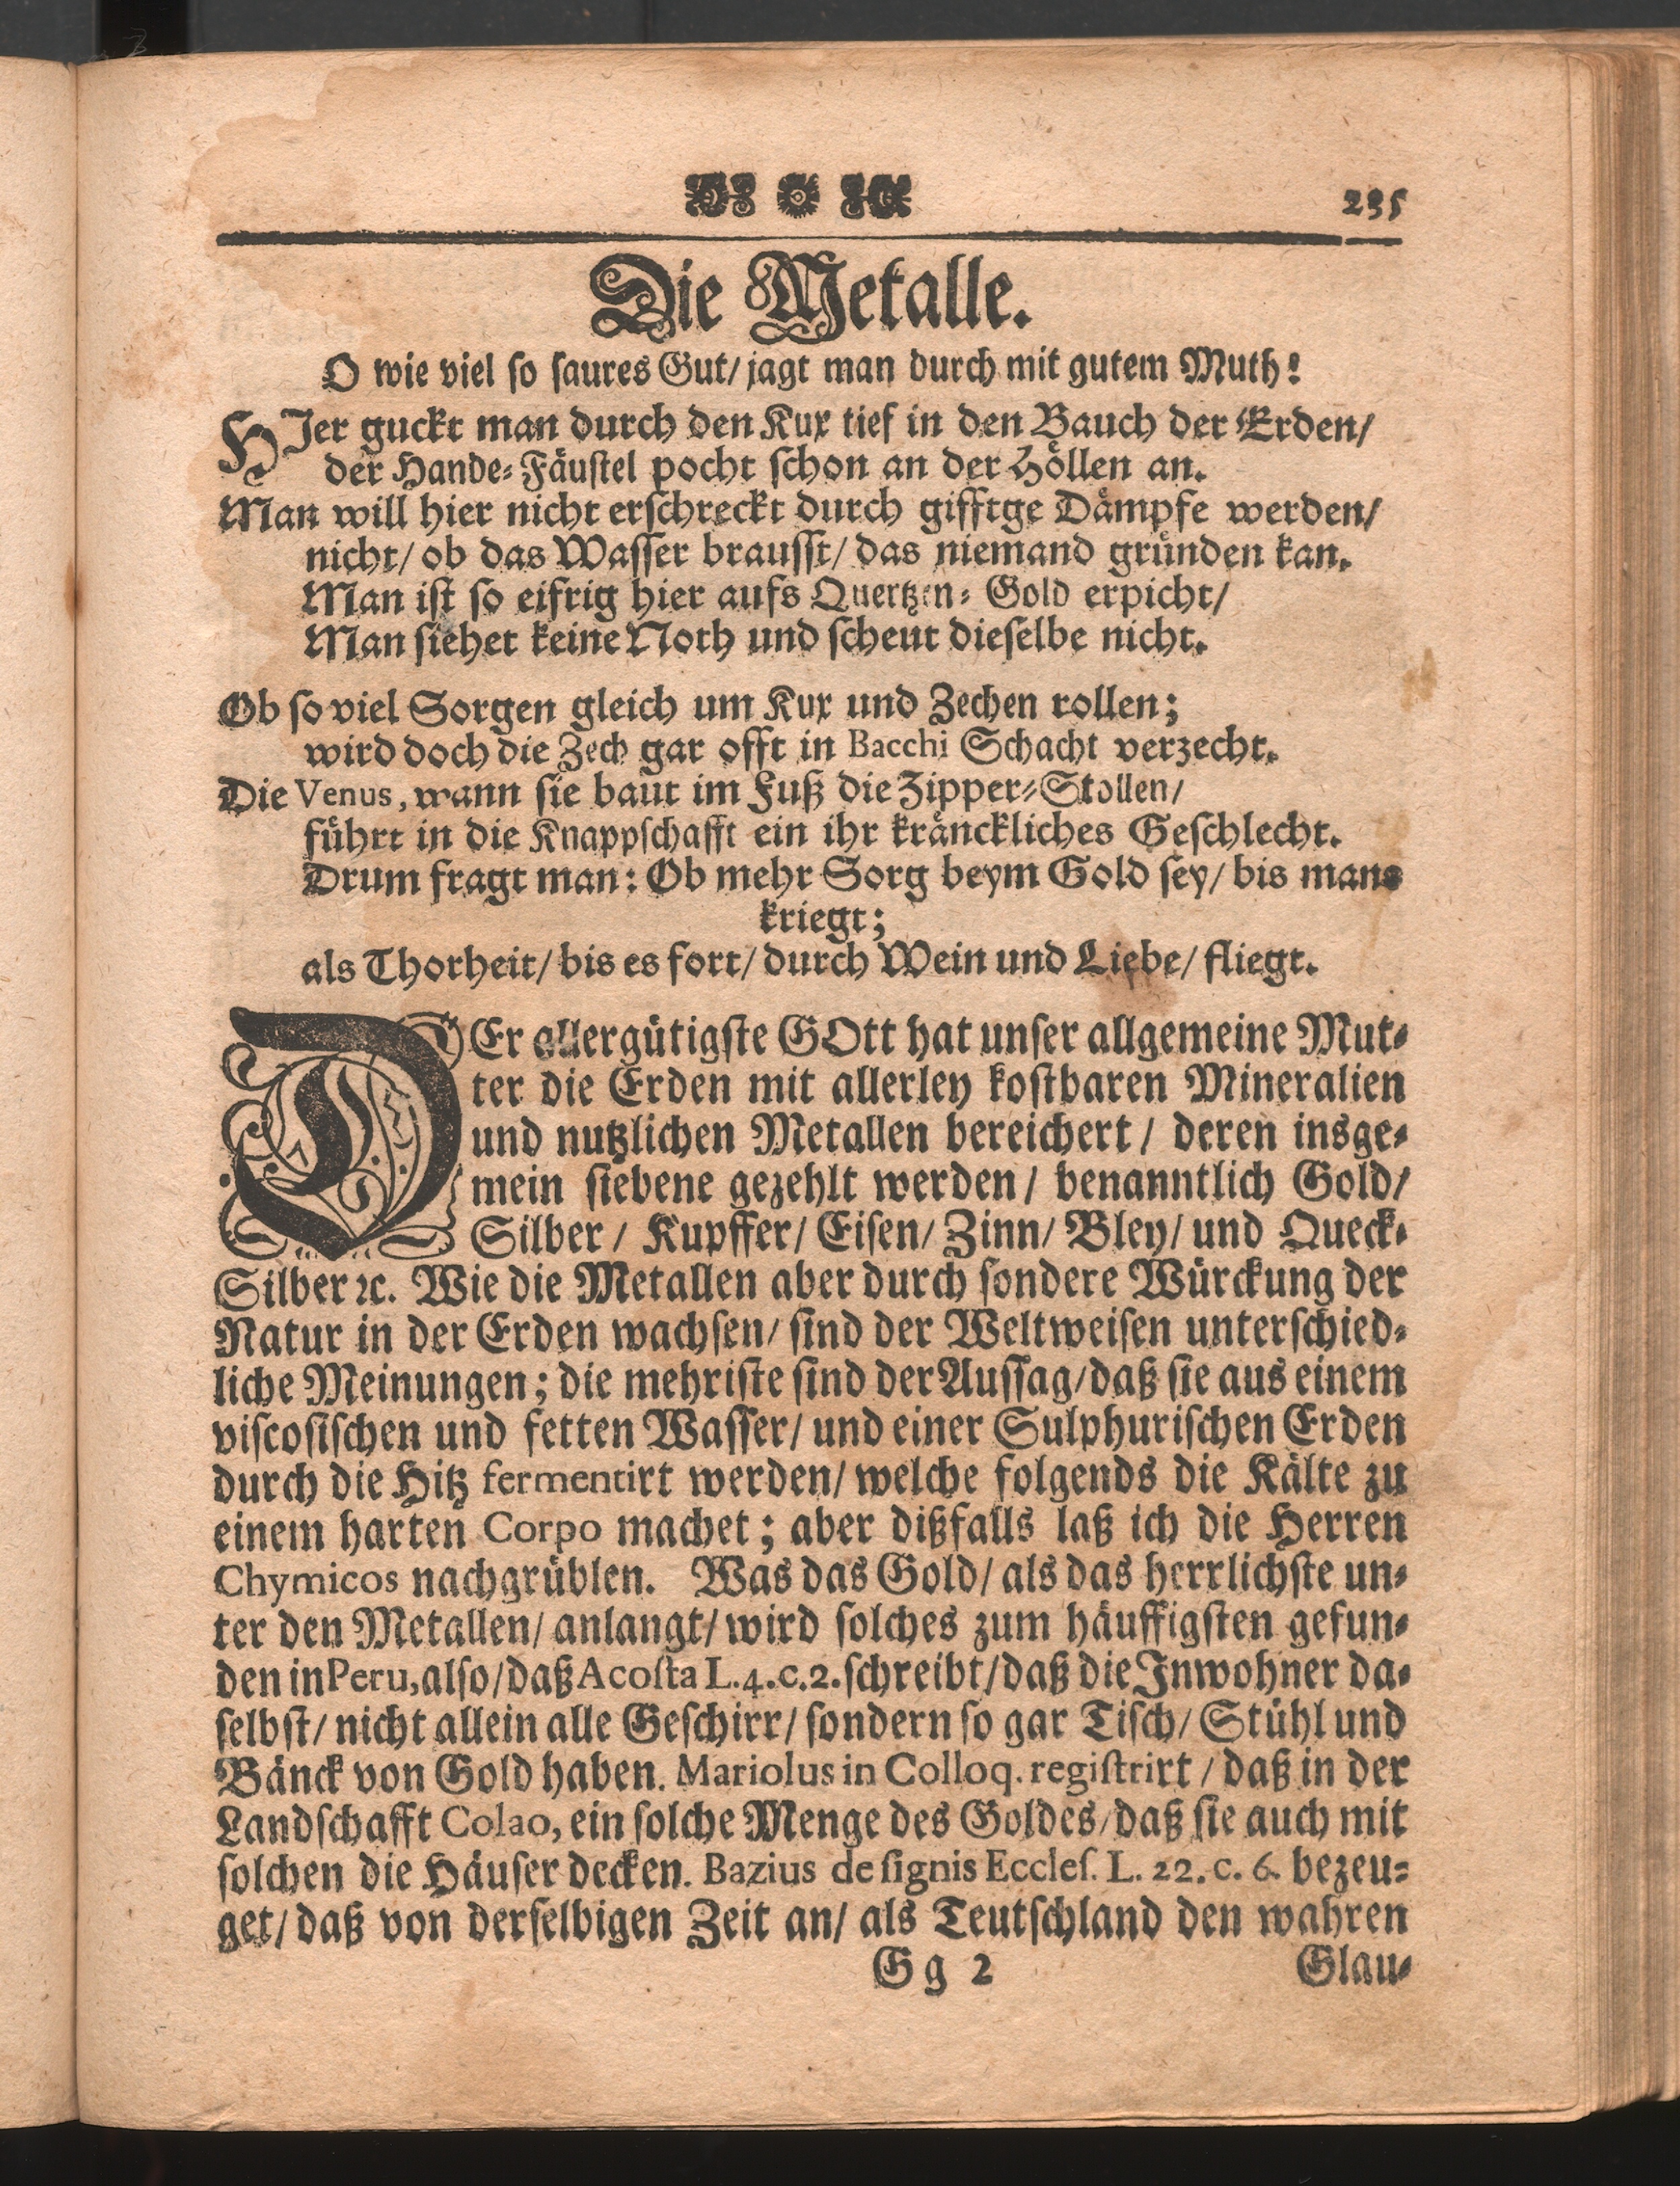 235
Die Metalle.
O wie viel ſo ſaures Gut/ jagt man durch mit gutem Muth!
HIer guckt man durch den Kux tief in den Bauch der Erden/
der Hande⸗Fäuſtel pocht ſchon an der Höllen an.
Man will hier nicht erſchreckt durch gifftge Dämpfe werden/
nicht/ ob das Waſſer brauſſt/ das niemand gründen kan.
Man iſt ſo eifrig hier aufs Quertzen⸗ Gold erpicht/
Man ſiehet keine Noth und ſcheut dieſelbe nicht.
Ob ſo viel Sorgen gleich um Kux und Zechen rollen;
wird doch die Zech gar offt in Bacchi Schacht verzecht.
Die Venus, wann ſie baut im Fuß die Zipper⸗Stollen/
führt in die Knappſchafft ein ihr kränckliches Geſchlecht.
Drum fragt man: Ob mehr Sorg beym Gold ſey/ bis mans
kriegt;
als Thorheit/ bis es fort/ durch Wein und Liebe/ fliegt.
DEr allergütigſte GOtt hat unſer allgemeine Mut⸗
ter die Erden mit allerley koſtbaren Mineralien
und nutzlichen Metallen bereichert/ deren insge⸗
mein ſiebene gezehlt werden/ benanntlich Gold/
Silber/ Kupffer/ Eiſen/ Zinn/ Bley/ und Queck⸗
Silber ꝛc. Wie die Metallen aber durch ſondere Würckung der
Natur in der Erden wachſen/ ſind der Weltweiſen unterſchied⸗
liche Meinungen; die mehriſte ſind der Auſſag/daß ſie aus einem
viſcoſiſchen und fetten Waſſer/ und einer Sulphuriſchen Erden
durch die Hitz fermentirt werden/ welche folgends die Kälte zu
einem harten Corpo machet; aber dißfalls laß ich die Herren
Chymicos nachgrüblen. Was das Gold/ als das herrlichſte un⸗
ter den Metallen/ anlangt/ wird ſolches zum häuffigſten gefun⸗
den in Peru, alſo/daß Acoſta L. 4. c. 2. ſchreibt/daß die Inwohner da⸗
ſelbſt/ nicht allein alle Geſchirr/ ſondern ſo gar Tiſch/ Stühl und
Bänck von Gold haben. Mariolus in Colloq. regiſtrirt/ daß in der
Landſchafft Colao, ein ſolche Menge des Goldes/daß ſie auch mit
ſolchen die Häuſer decken. Bazius de ſignis Eccleſ. L. 22. c. 6. bezeu⸗
get/ daß von derſelbigen Zeit an/ als Teutſchland den wahren
Gg 2
Glau⸗